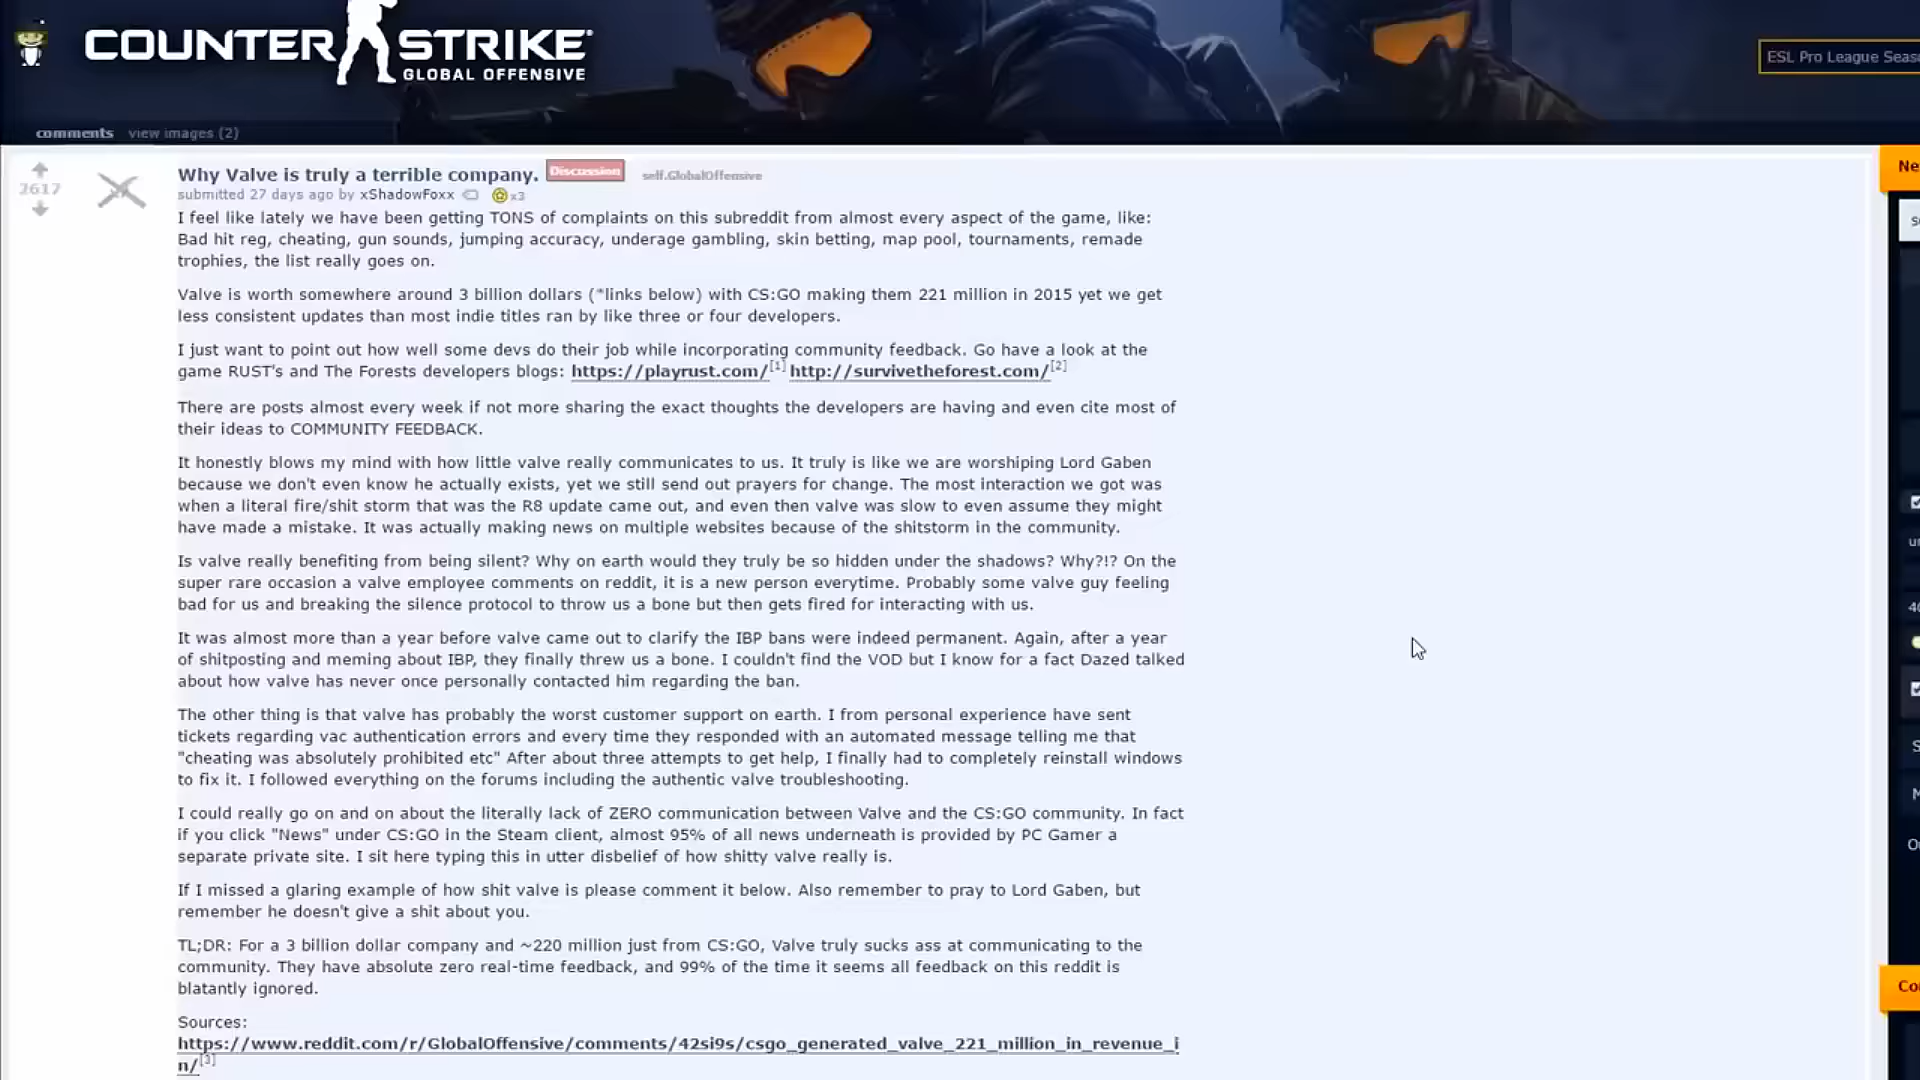 COUNTER STRIKE
GLOBAL OFFENSIVE
ESL Pro League Seas
comments view images (2)
2617
Why Valve is truly a terrible company. Discussion self.GlobalOffensive
submitted 27 days ago by xShadowFoxx x3
I feel like lately we have been getting TONS of complaints on this subreddit from almost every aspect of the game, like:
Bad hit reg, cheating, gun sounds, jumping accuracy, underage gambling, skin betting, map pool, tournaments, remade
trophies, the list really goes on.
Valve is worth somewhere around 3 billion dollars (*links below) with CS:GO making them 221 million in 2015 yet we get
less consistent updates than most indie titles ran by like three or four developers.
I just want to point out how well some devs do their job while incorporating community feedback. Go have a look at the
game RUST's and The Forests developers blogs: https://playrust.com/[1] http://survivetheforest.com/[2]
There are posts almost every week if not more sharing the exact thoughts the developers are having and even cite most of
their ideas to COMMUNITY FEEDBACK.
It honestly blows my mind with how little valve really communicates to us. It truly is like we are worshiping Lord Gaben
because we don't even know he actually exists, yet we still send out prayers for change. The most interaction we got was
when a literal fire/shit storm that was the R8 update came out, and even then valve was slow to even assume they might
have made a mistake. It was actually making news on multiple websites because of the shitstorm in the community.
Is valve really benefiting from being silent? Why on earth would they truly be so hidden under the shadows? Why?!? On the
super rare occasion a valve employee comments on reddit, it is a new person everytime. Probably some valve guy feeling
bad for us and breaking the silence protocol to throw us a bone but then gets fired for interacting with us.
It was almost more than a year before valve came out to clarify the IBP bans were indeed permanent. Again, after a year
of shitposting and meming about IBP, they finally threw us a bone. I couldn't find the VOD but I know for a fact Dazed talked
about how valve has never once personally contacted him regarding the ban.
The other thing is that valve has probably the worst customer support on earth. I from personal experience have sent
tickets regarding vac authentication errors and every time they responded with an automated message telling me that
"cheating was absolutely prohibited etc" After about three attempts to get help, I finally had to completely reinstall windows
to fix it. I followed everything on the forums including the authentic valve troubleshooting.
I could really go on and on about the literally lack of ZERO communication between Valve and the CS:GO community. In fact
if you click "News" under CS:GO in the Steam client, almost 95% of all news underneath is provided by PC Gamer a
separate private site. I sit here typing this in utter disbelief of how shitty valve really is.
If I missed a glaring example of how shit valve is please comment it below. Also remember to pray to Lord Gaben, but
remember he doesn't give a shit about you.
TL;DR: For a 3 billion dollar company and ~220 million just from CS:GO, Valve truly sucks ass at communicating to the
community. They have absolute zero real-time feedback, and 99% of the time it seems all feedback on this reddit is
blatantly ignored.
Sources:
https://www.reddit.com/r/GlobalOffensive/comments/42si9s/csgo_generated_valve_221_million_in_revenue_i
n/[3]
Ne
Co